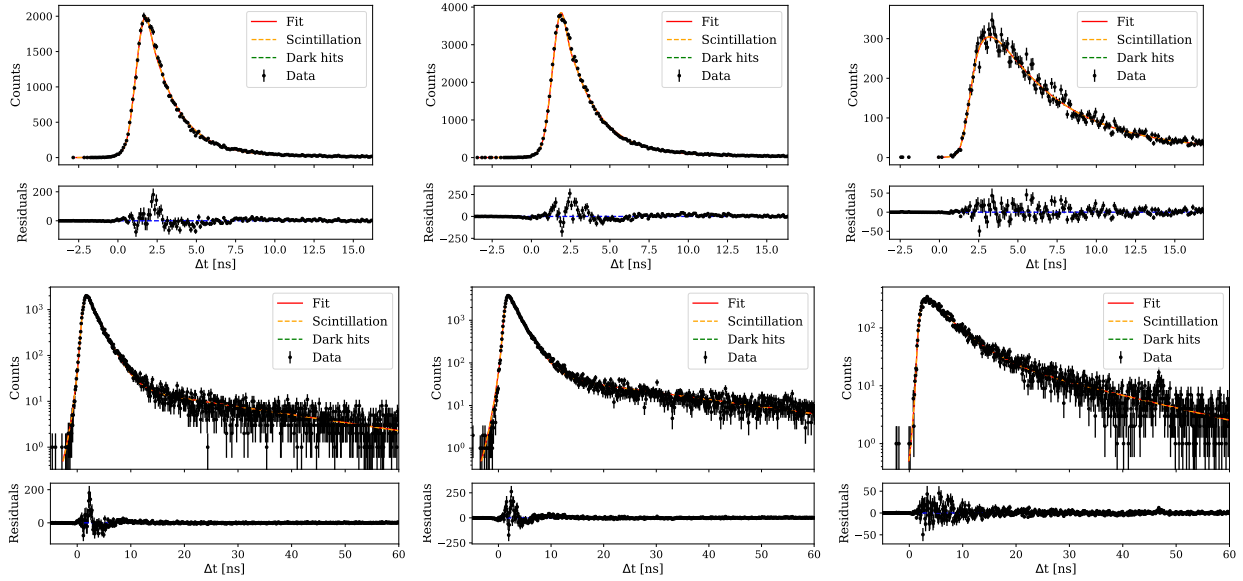 2000
1500
1000
500
0
Counts
Fit
Scintillation
Dark hits
Data
200
0
Residuals
−2.5 0.0 2.5 5.0 7.5 10.0 12.5 15.0
Δt [ns]
4000
3000
2000
1000
0
Counts
Fit
Scintillation
Dark hits
Data
250
0
−250
Residuals
−2.5 0.0 2.5 5.0 7.5 10.0 12.5 15.0
Δt [ns]
300
200
100
0
Counts
Fit
Scintillation
Dark hits
Data
50
0
−50
Residuals
−2.5 0.0 2.5 5.0 7.5 10.0 12.5 15.0
Δt [ns]
10³
10²
10¹
10⁰
Counts
Fit
Scintillation
Dark hits
Data
200
0
Residuals
0 10 20 30 40 50 60
Δt [ns]
10³
10²
10¹
10⁰
Counts
Fit
Scintillation
Dark hits
Data
250
0
−250
Residuals
0 10 20 30 40 50 60
Δt [ns]
10²
10¹
10⁰
Counts
Fit
Scintillation
Dark hits
Data
50
0
−50
Residuals
0 10 20 30 40 50 60
Δt [ns]